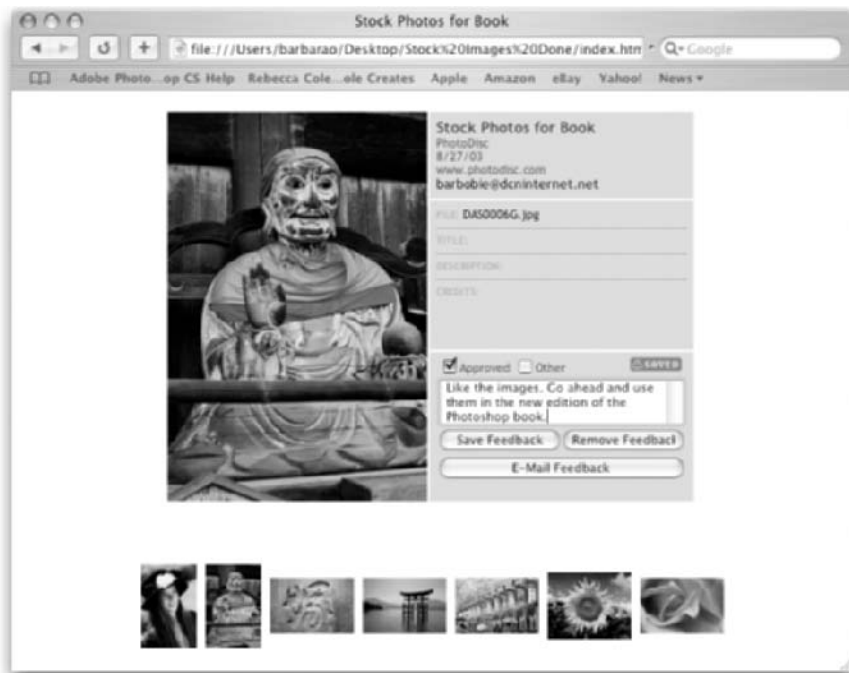 Stock Photos for Book
file:///Users/barbarao/Desktop/Stock%20Images%20Done/index.htm
Google
Adobe Photo...op CS Help Rebecca Cole...ole Creates Apple Amazon eBay Yahoo! News
Stock Photos for Book
PhotoDisc
8/27/03
www.photodisc.com
barbobie@dcninternet.net
FILE: DAS0006G.jpg
TITLE:
DESCRIPTION:
CREDITS:
Approved Other SAVED
Like the images. Go ahead and use
them in the new edition of the
Photoshop book.
Save Feedback Remove Feedback
E-Mail Feedback